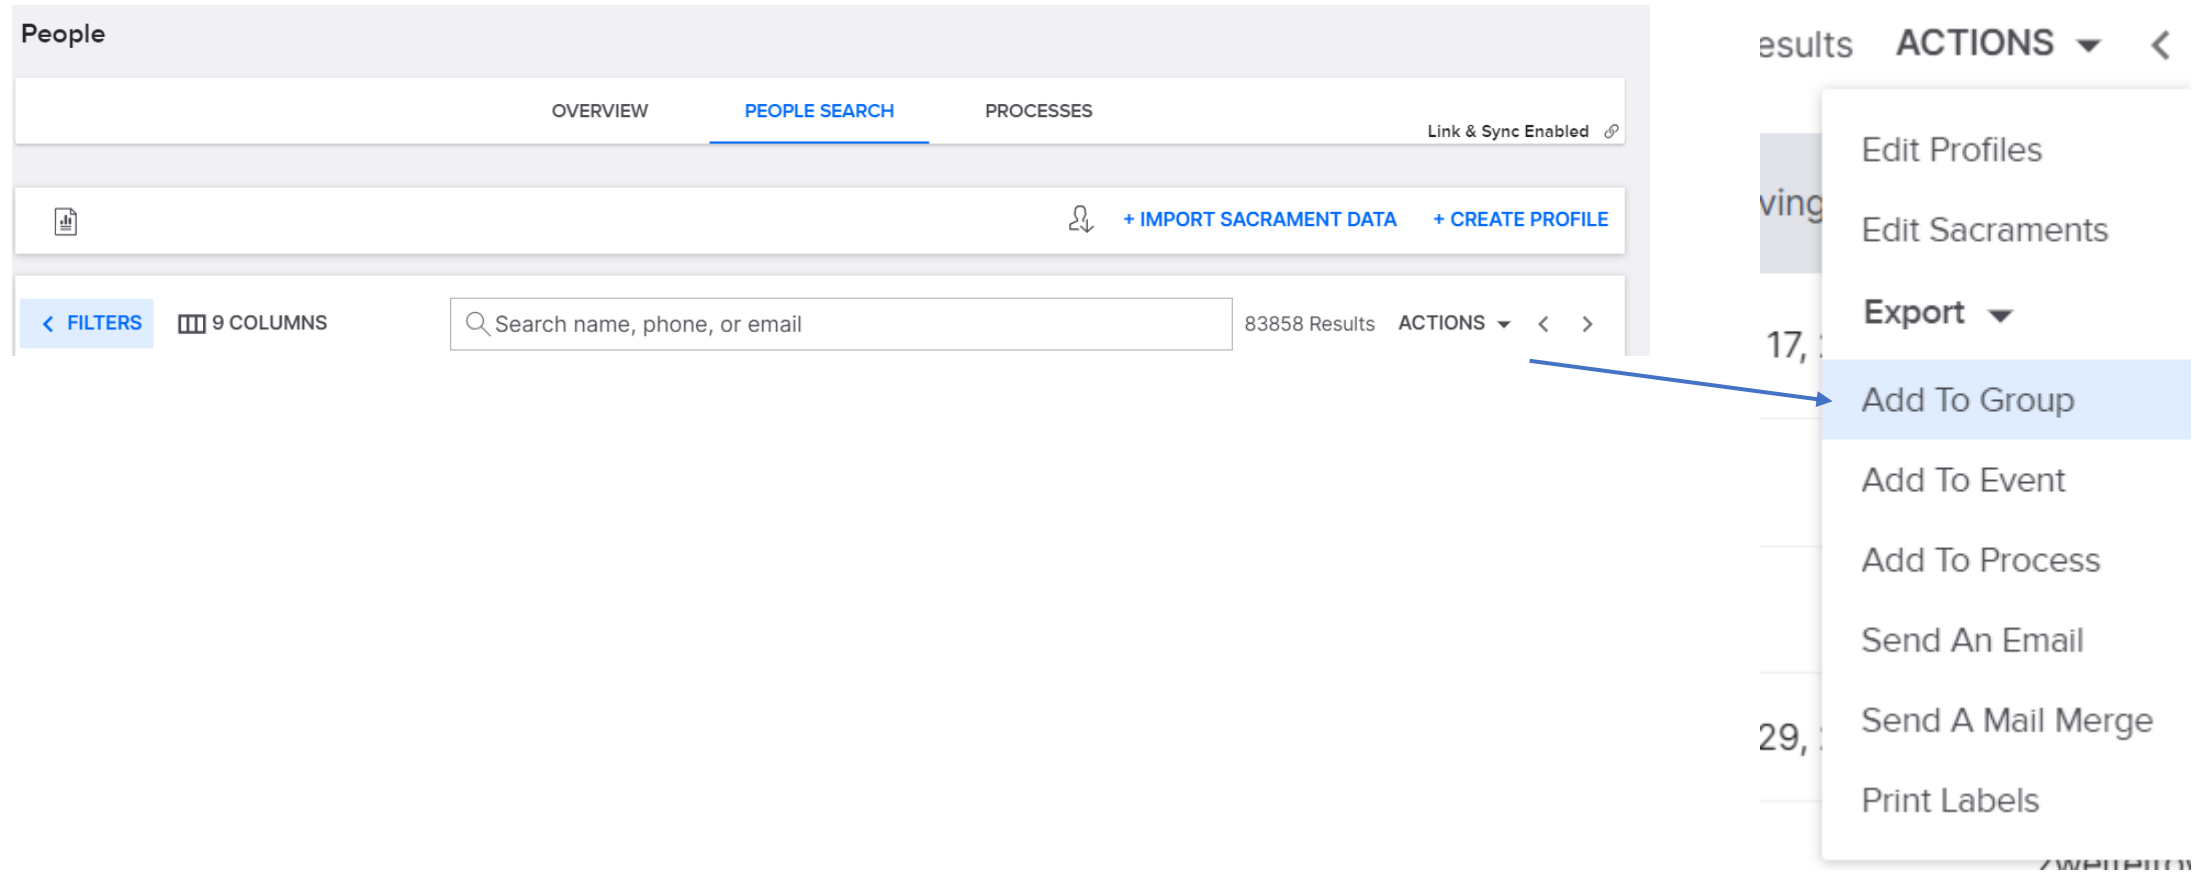 People
OVERVIEW PEOPLE SEARCH PROCESSES
Link & Sync Enabled
+ IMPORT SACRAMENT DATA + CREATE PROFILE
FILTERS 9 COLUMNS Search name, phone, or email 83858 Results ACTIONS
esults ACTIONS
Edit Profiles
ving
Edit Sacraments
Export
17,
Add To Group
Add To Event
Add To Process
Send An Email
Send A Mail Merge
29,
Print Labels